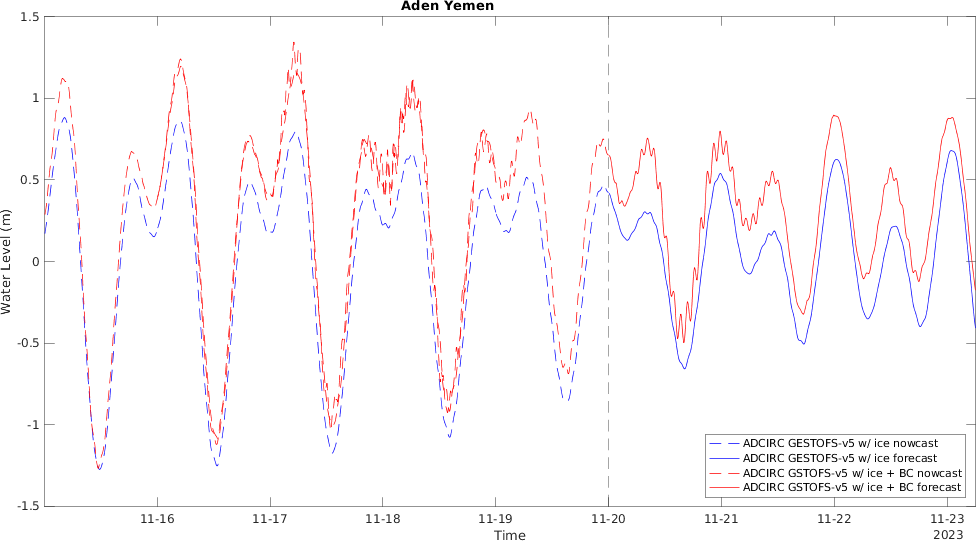 Aden Yemen
1.5
1
0.5
0
-0.5
-1
-1.5
Water Level (m)
11-16
11-17
11-18
11-19
11-20
11-21
11-22
11-23
Time
2023
ADCIRC GESTOFS-v5 w/ ice nowcast
ADCIRC GESTOFS-v5 w/ ice forecast
ADCIRC GSTOFS-v5 w/ ice + BC nowcast
ADCIRC GSTOFS-v5 w/ ice + BC forecast